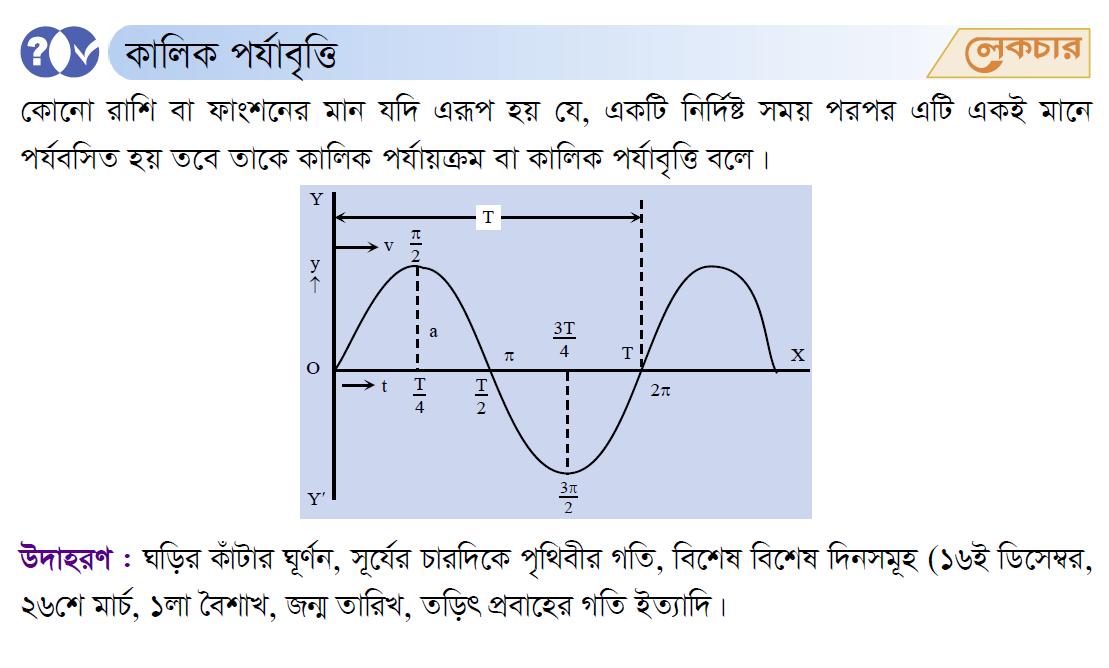 ?
কালিক পর্যাবৃত্তি
লেকচার
কোনো রাশি বা ফাংশনের মান যদি এরূপ হয় যে, একটি নির্দিষ্ট সময় পরপর এটি একই মানে
পর্যবসিত হয় তবে তাকে কালিক পর্যায়ক্রম বা কালিক পর্যাবৃত্তি বলে।
Y
T
v
π/2
y
↑
a
3T/4
T
X
O
π
t
T/4
T/2
2π
Y′
3π/2
উদাহরণ : ঘড়ির কাঁটার ঘূর্ণন, সূর্যের চারদিকে পৃথিবীর গতি, বিশেষ বিশেষ দিনসমূহ (১৬ই ডিসেম্বর,
২৬শে মার্চ, ১লা বৈশাখ, জন্ম তারিখ, তড়িৎ প্রবাহের গতি ইত্যাদি।